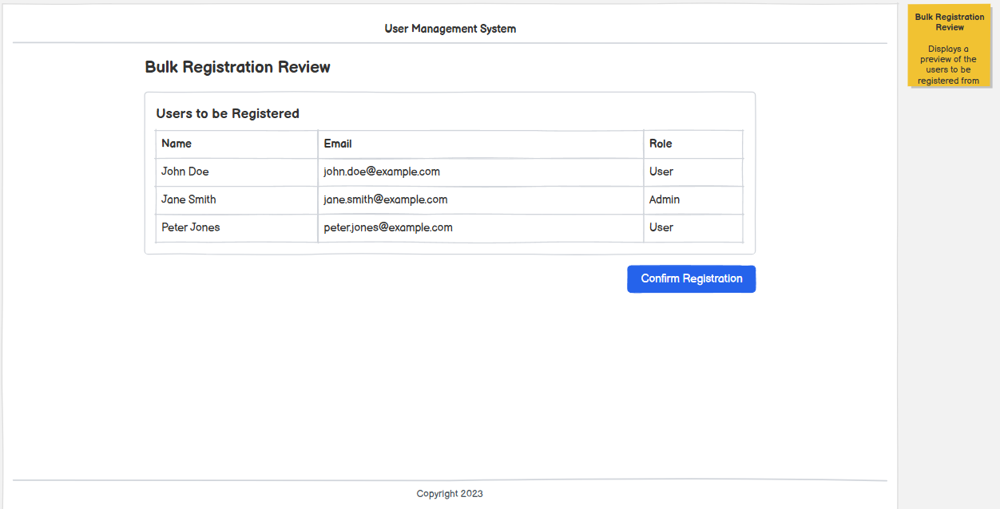 User Management System
Bulk Registration Review
Users to be Registered
Name Email Role
John Doe john.doe@example.com User
Jane Smith jane.smith@example.com Admin
Peter Jones peter.jones@example.com User
Confirm Registration
Copyright 2023
Bulk Registration
Review
Displays a
preview of the
users to be
registered from